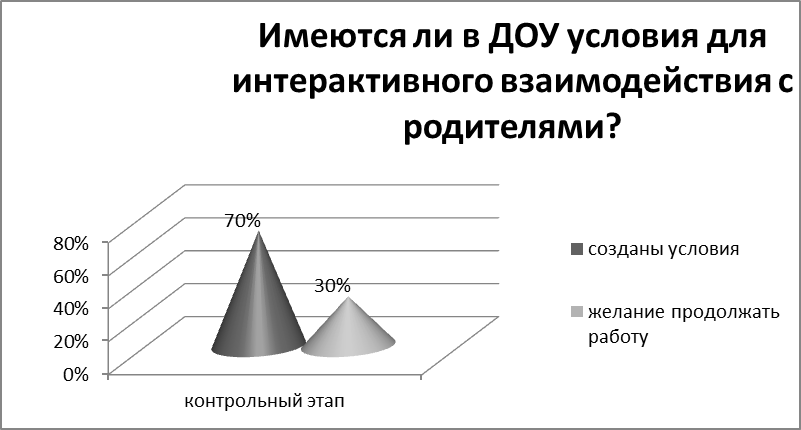 Имеются ли в ДОУ условия для
интерактивного взаимодействия с
родителями?
70%
30%
80%
60%
40%
20%
0%
контрольный этап
созданы условия
желание продолжать
работу